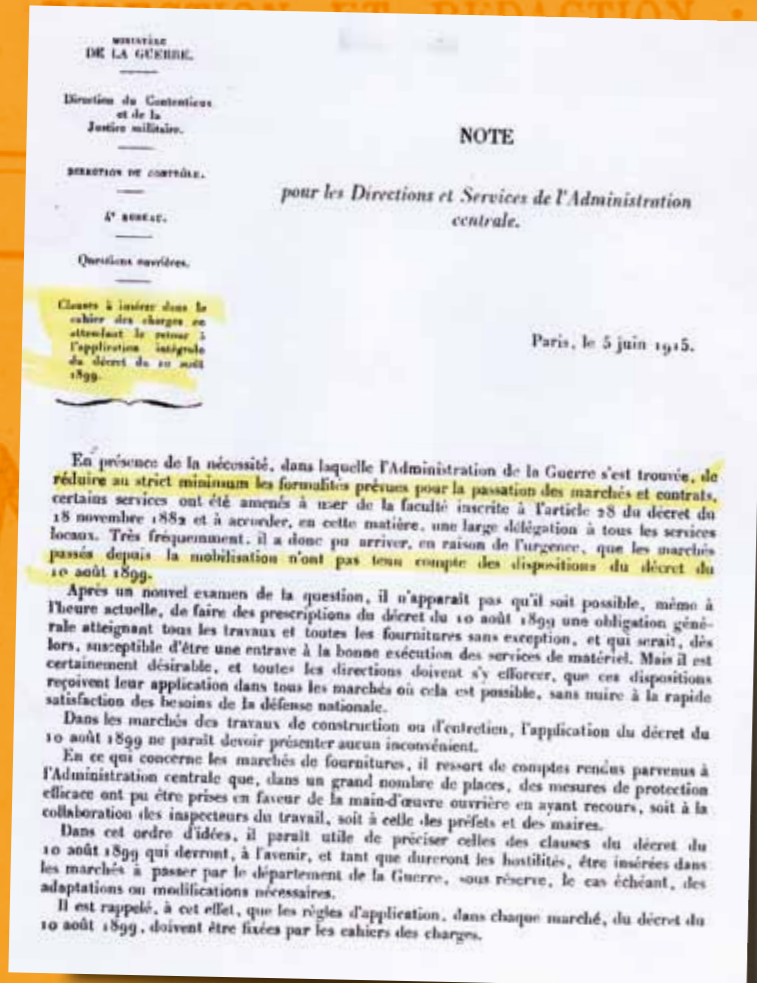 DIRECTION ET RÉDACTION :
MINISTÈRE
DE LA GUERRE.
Direction du Contentieux
et de la
Justice militaire.
DIRECTION DU CONTRÔLE.
4e BUREAU.
Questions ouvrières.
Clauses à insérer dans le
cahier des charges en
attendant le retour à
l'application intégrale
du décret du 10 août
1899.
NOTE
pour les Directions et Services de l'Administration
centrale.
Paris, le 5 juin 1915.
En présence de la nécessité, dans laquelle l'Administration de la Guerre s'est trouvée, de
réduire au strict minimum les formalités prévues pour la passation des marchés et contrats,
certains services ont été amenés à user de la faculté inscrite à l'article 28 du décret du
18 novembre 1882 et à accorder, en cette matière, une large délégation à tous les services
locaux. Très fréquemment, il a donc pu arriver, en raison de l'urgence, que les marchés
passés depuis la mobilisation n'ont pas tenu compte des dispositions du décret du
10 août 1899.
Après un nouvel examen de la question, il n'apparaît pas qu'il soit possible, même à
l'heure actuelle, de faire des prescriptions du décret du 10 août 1899 une obligation géné-
rale atteignant tous les travaux et toutes les fournitures sans exception, et qui serait, dès
lors, susceptible d'être une entrave à la bonne exécution des services de matériel. Mais il est
certainement désirable, et toutes les directions doivent s'y efforcer, que ces dispositions
reçoivent leur application dans tous les marchés où cela est possible, sans nuire à la rapide
satisfaction des besoins de la défense nationale.
Dans les marchés des travaux de construction ou d'entretien, l'application du décret du
10 août 1899 ne paraît devoir présenter aucun inconvénient.
En ce qui concerne les marchés de fournitures, il ressort de comptes rendus parvenus à
l'Administration centrale que, dans un grand nombre de places, des mesures de protection
efficace ont pu être prises en faveur de la main-d'œuvre ouvrière en ayant recours, soit à la
collaboration des inspecteurs du travail, soit à celle des préfets et des maires.
Dans cet ordre d'idées, il paraît utile de préciser celles des clauses du décret du
10 août 1899 qui devront, à l'avenir, et tant que dureront les hostilités, être insérées dans
les marchés à passer par le département de la Guerre, sous réserve, le cas échéant, des
adaptations ou modifications nécessaires.
Il est rappelé, à cet effet, que les règles d'application, dans chaque marché, du décret du
10 août 1899, doivent être fixées par les cahiers des charges.